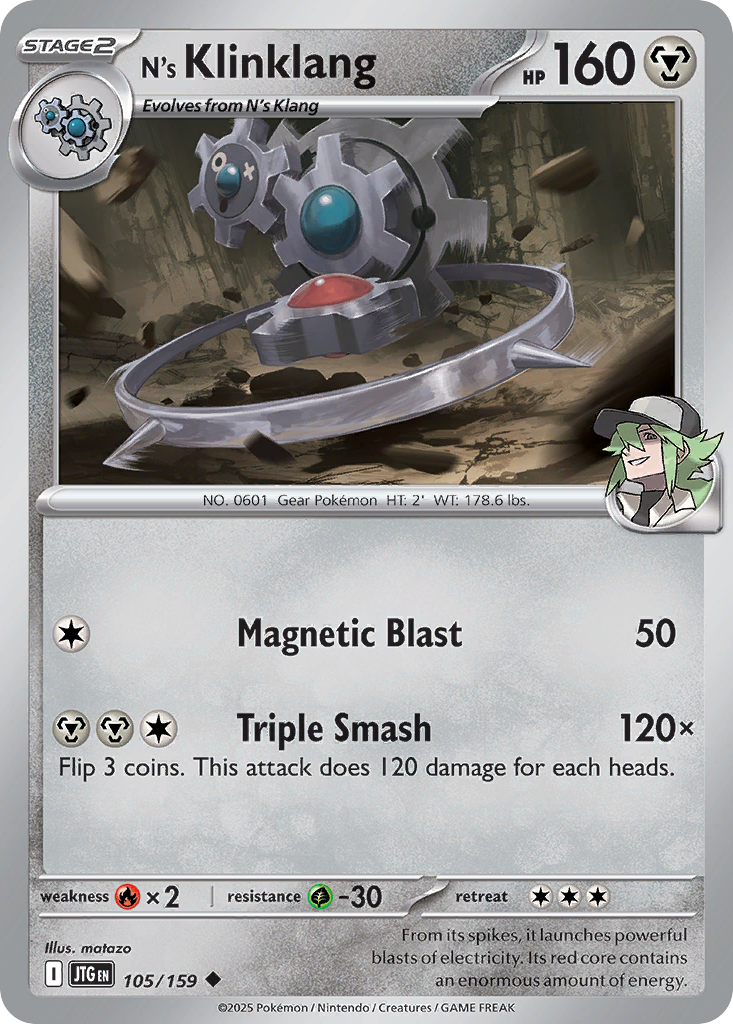 STAGE2
N's Klinklang
HP 160
Evolves from N's Klang
NO. 0601 Gear Pokémon HT: 2' WT: 178.6 lbs.
Magnetic Blast 50
Triple Smash 120×
Flip 3 coins. This attack does 120 damage for each heads.
weakness ×2 resistance -30 retreat
Illus. matazo
From its spikes, it launches powerful
blasts of electricity. Its red core contains
an enormous amount of energy.
I JTG EN 105/159
©2025 Pokémon / Nintendo / Creatures / GAME FREAK